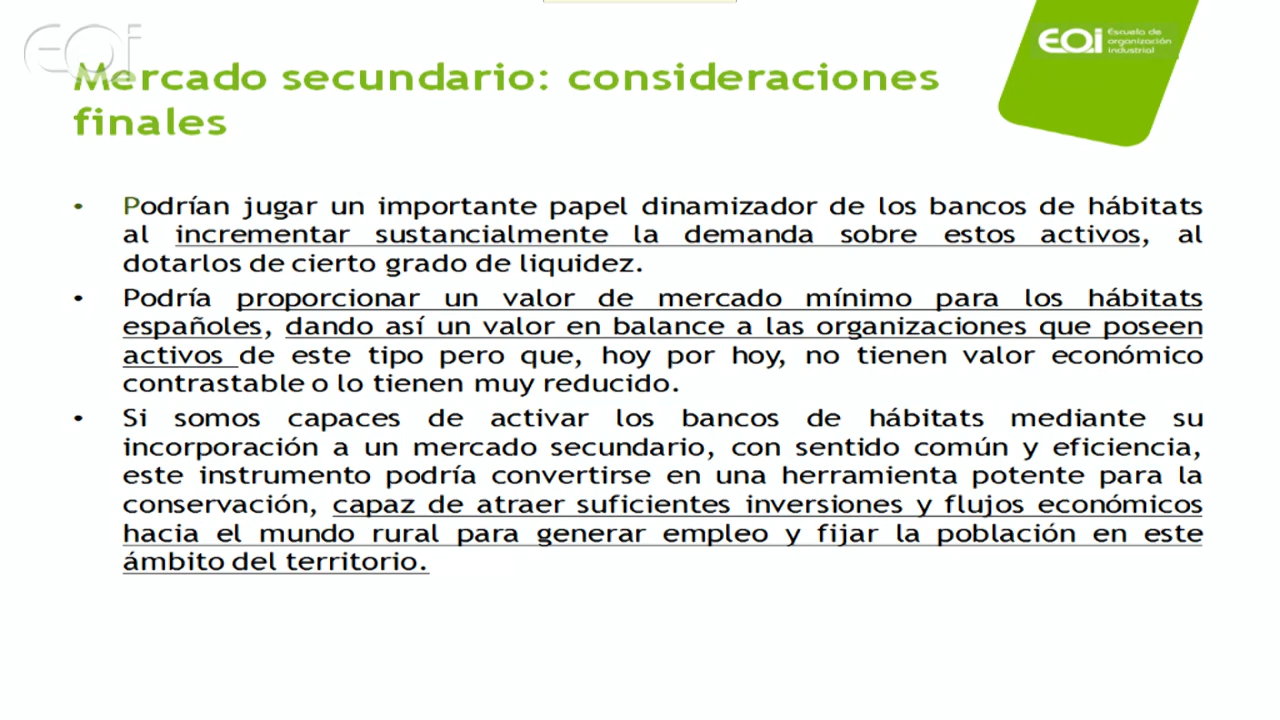 EOi
EOi Escuela de
organización
industrial
Mercado secundario: consideraciones
finales
• Podrían jugar un importante papel dinamizador de los bancos de hábitats
al incrementar sustancialmente la demanda sobre estos activos, al
dotarlos de cierto grado de liquidez.
• Podría proporcionar un valor de mercado mínimo para los hábitats
españoles, dando así un valor en balance a las organizaciones que poseen
activos de este tipo pero que, hoy por hoy, no tienen valor económico
contrastable o lo tienen muy reducido.
• Si somos capaces de activar los bancos de hábitats mediante su
incorporación a un mercado secundario, con sentido común y eficiencia,
este instrumento podría convertirse en una herramienta potente para la
conservación, capaz de atraer suficientes inversiones y flujos económicos
hacia el mundo rural para generar empleo y fijar la población en este
ámbito del territorio.